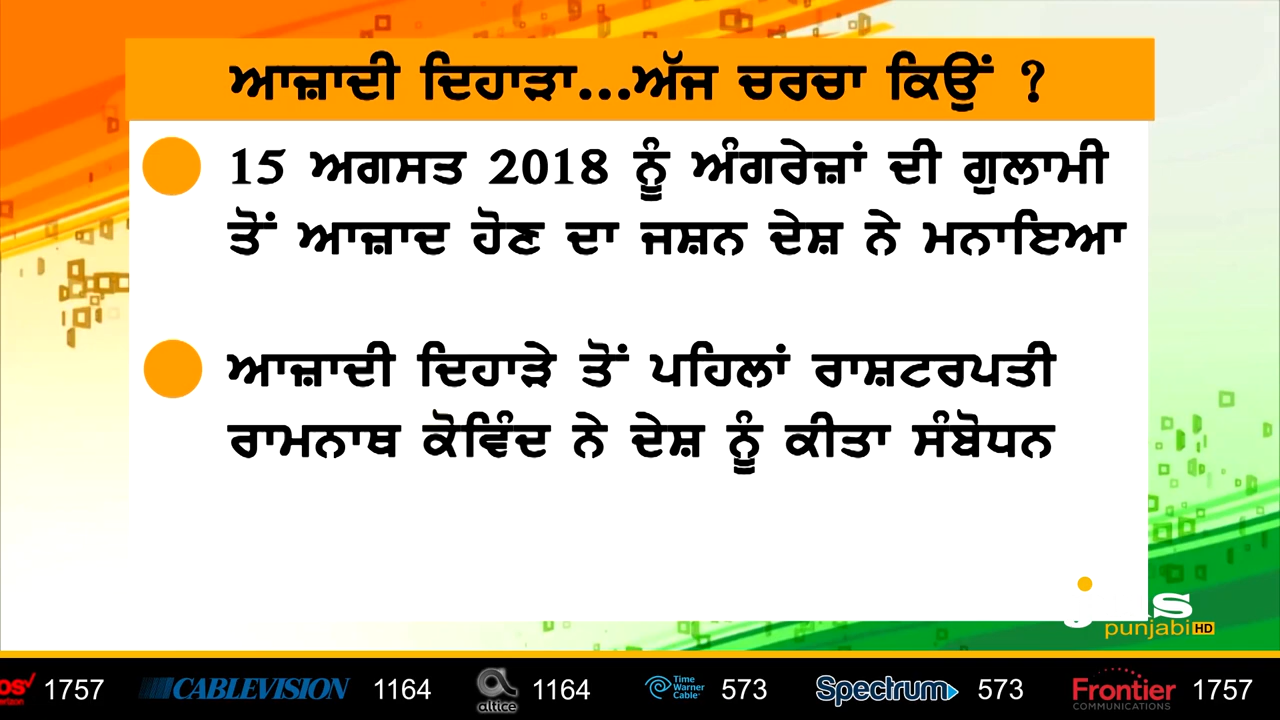 ਆਜ਼ਾਦੀ ਦਿਹਾੜਾ...ਅੱਜ ਚਰਚਾ ਕਿਉਂ ?
15 ਅਗਸਤ 2018 ਨੂੰ ਅੰਗਰੇਜ਼ਾਂ ਦੀ ਗੁਲਾਮੀ
ਤੋਂ ਆਜ਼ਾਦ ਹੋਣ ਦਾ ਜਸ਼ਨ ਦੇਸ਼ ਨੇ ਮਨਾਇਆ
ਆਜ਼ਾਦੀ ਦਿਹਾੜੇ ਤੋਂ ਪਹਿਲਾਂ ਰਾਸ਼ਟਰਪਤੀ
ਰਾਮਨਾਥ ਕੋਵਿੰਦ ਨੇ ਦੇਸ਼ ਨੂੰ ਕੀਤਾ ਸੰਬੋਧਨ
punjabi HD
1757 CABLEVISION 1164 altice 1164 Time Warner Cable 573 Spectrum 573 Frontier COMMUNICATIONS 1757